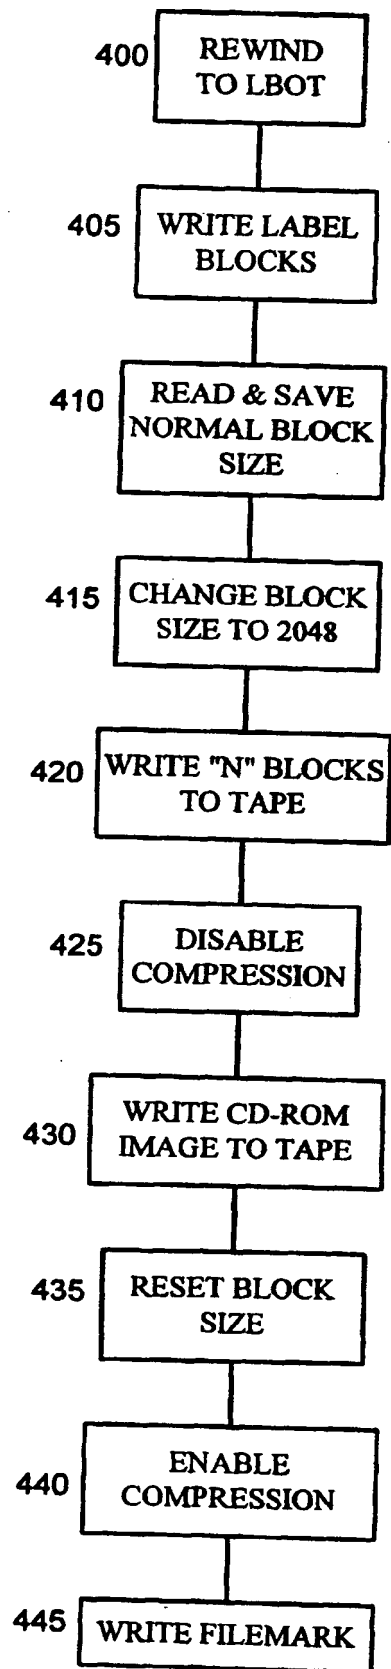 400
REWIND
TO LBOT
405
WRITE LABEL
BLOCKS
410
READ & SAVE
NORMAL BLOCK
SIZE
415
CHANGE BLOCK
SIZE TO 2048
420
WRITE "N" BLOCKS
TO TAPE
425
DISABLE
COMPRESSION
430
WRITE CD-ROM
IMAGE TO TAPE
435
RESET BLOCK
SIZE
440
ENABLE
COMPRESSION
445
WRITE FILEMARK